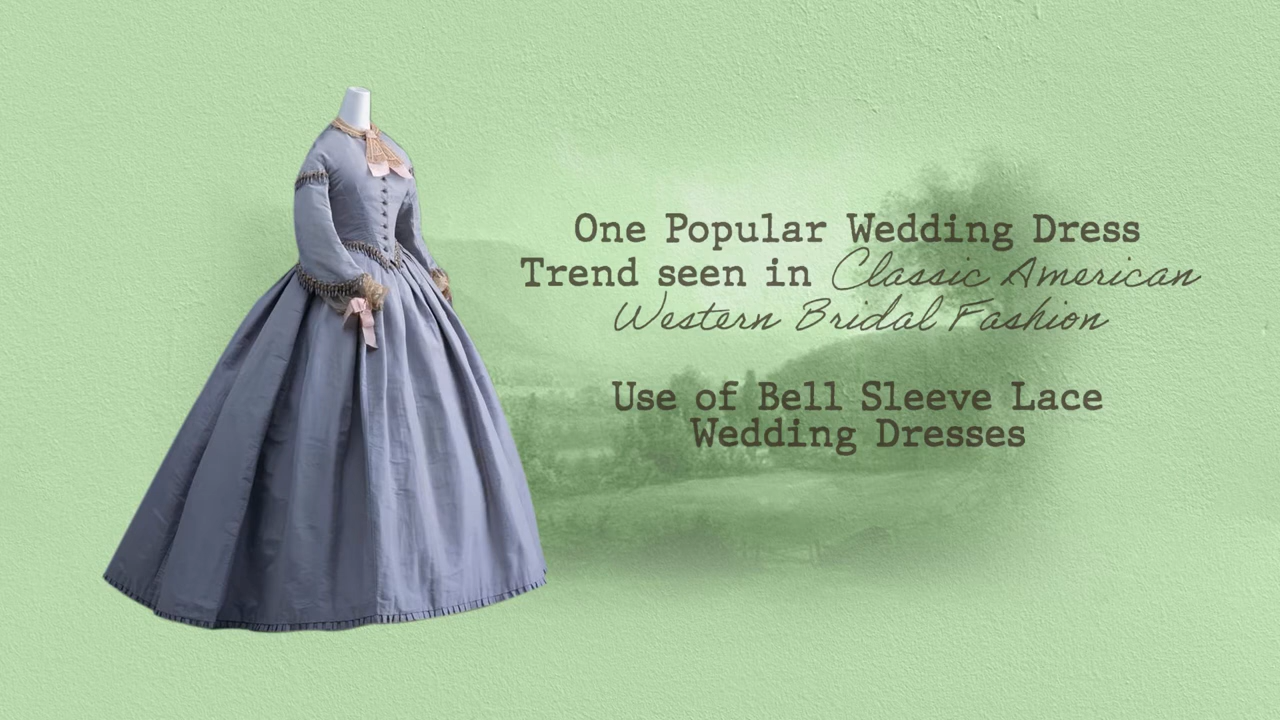 One Popular Wedding Dress
Trend seen in Classic American
Western Bridal Fashion
Use of Bell Sleeve Lace
Wedding Dresses